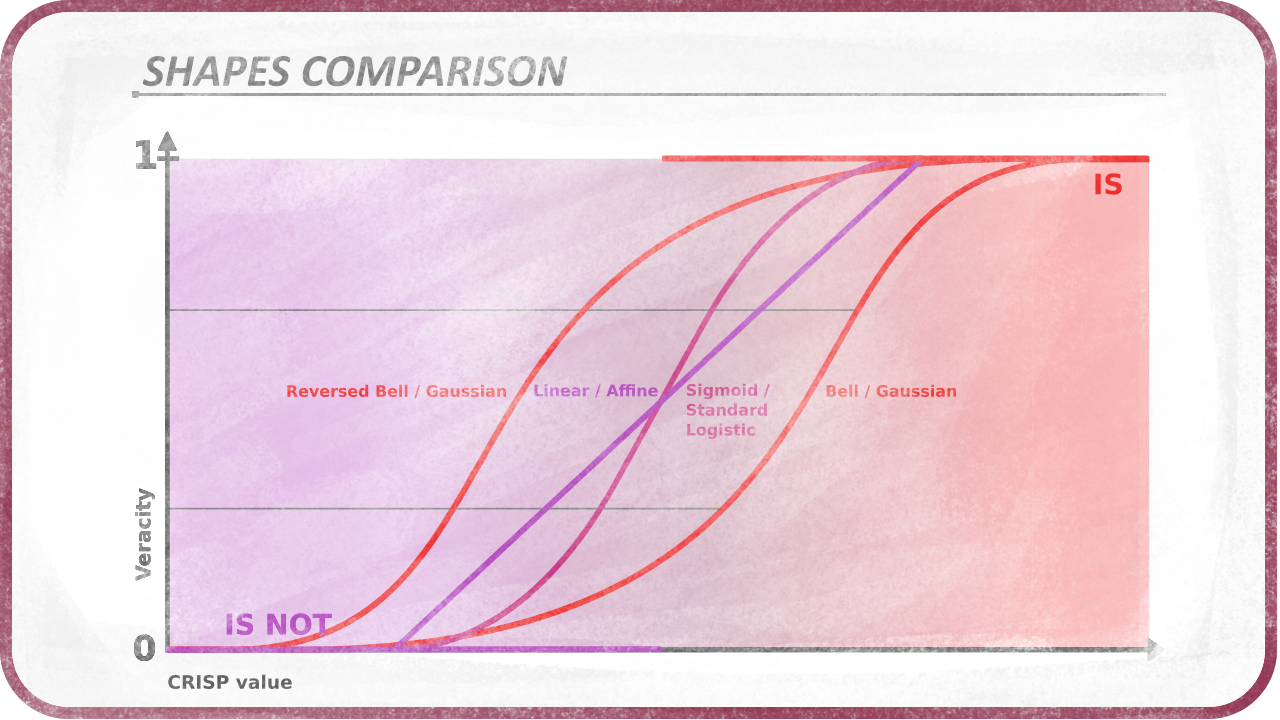 SHAPES COMPARISON
1
IS
Reversed Bell / Gaussian
Linear / Affine
Sigmoid /
Standard
Logistic
Bell / Gaussian
Veracity
IS NOT
0
CRISP value